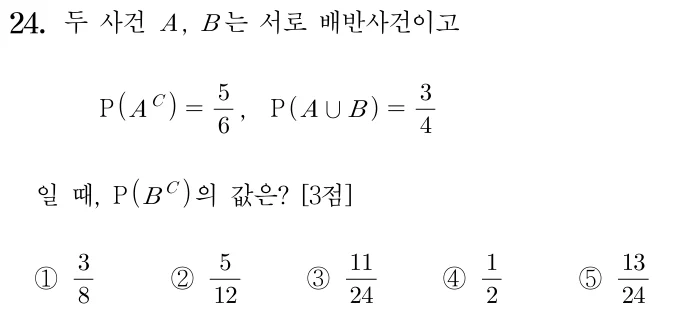 24. 두 사건 A, B는 서로 배반사건이고
P(A^C) = 5/6, P(A∪B) = 3/4
일 때, P(B^C)의 값은? [3점]
① 3/8 ② 5/12 ③ 11/24 ④ 1/2 ⑤ 13/24